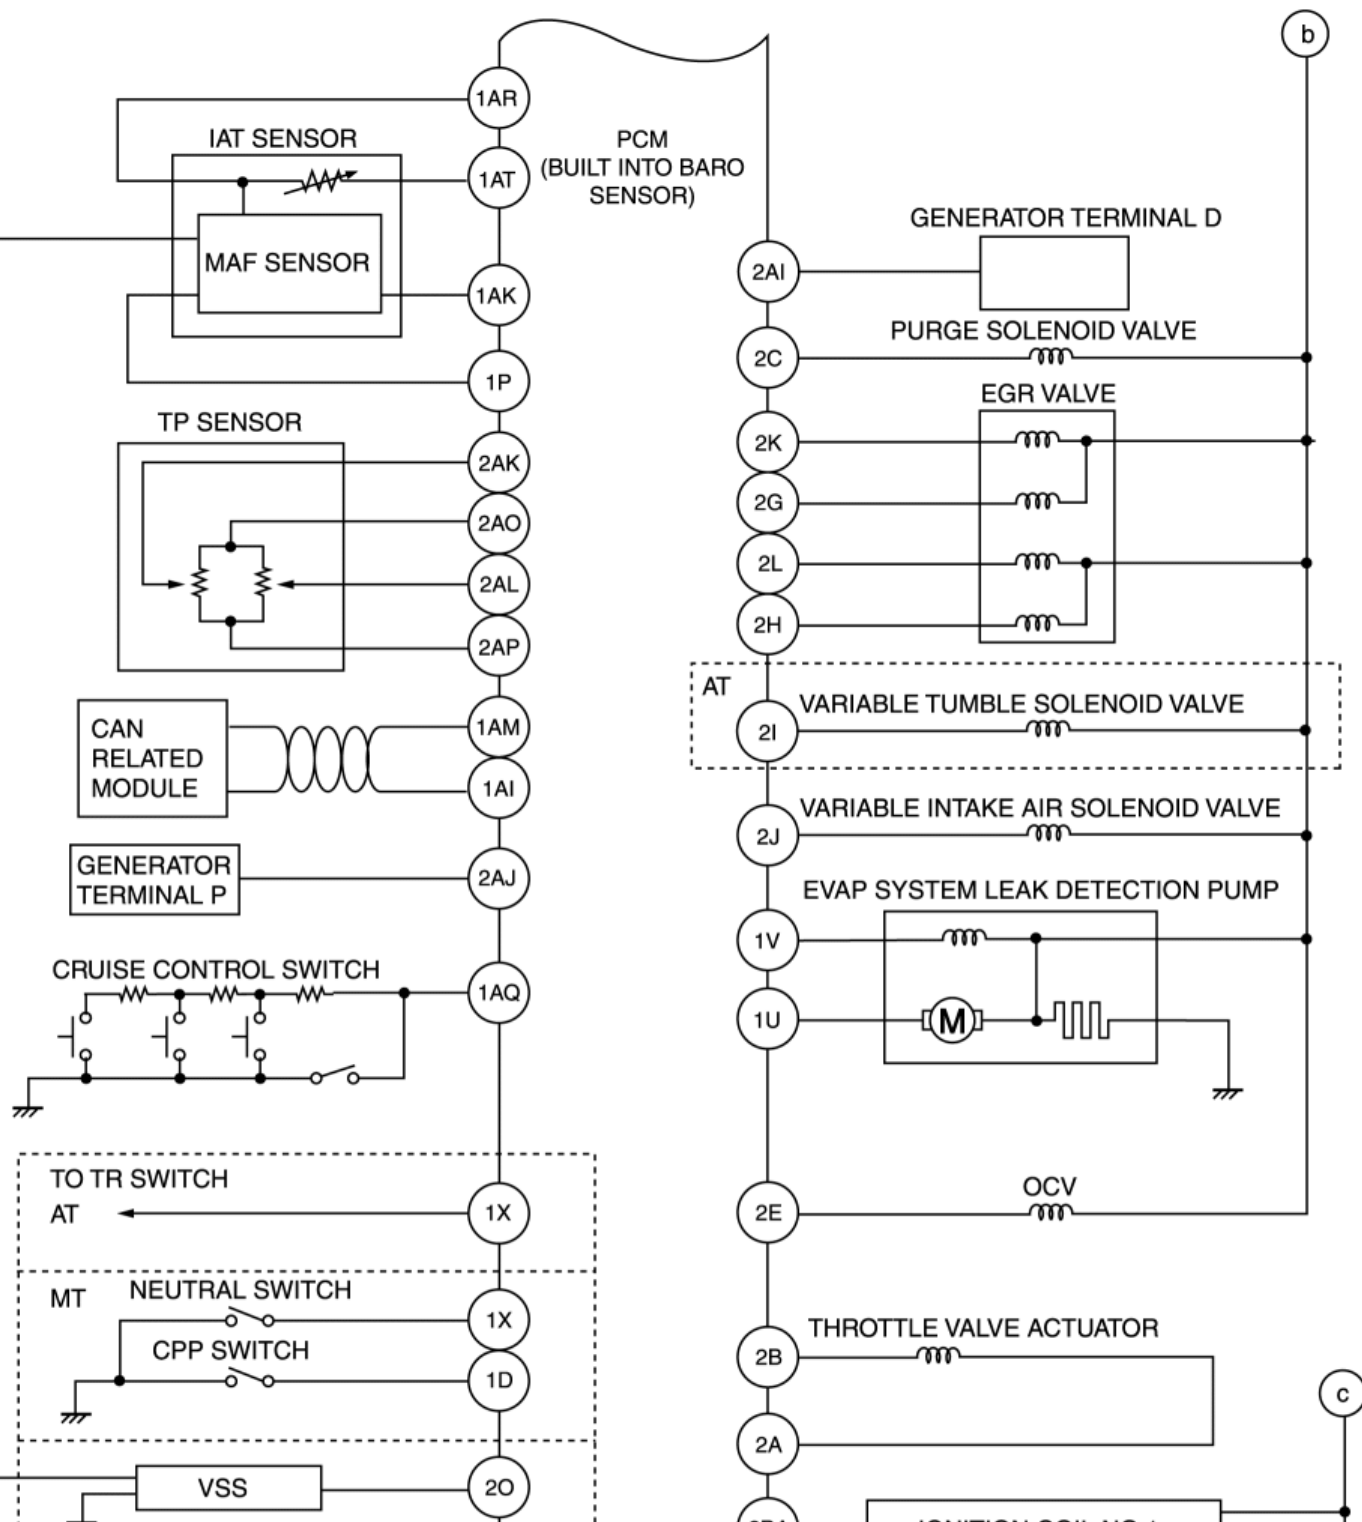 b
1AR
IAT SENSOR
PCM
(BUILT INTO BARO
SENSOR)
1AT
MAF SENSOR
1AK
1P
TP SENSOR
2AK
2AO
2AL
2AP
CAN
RELATED
MODULE
1AM
1AI
GENERATOR
TERMINAL P
2AJ
CRUISE CONTROL SWITCH
1AQ
TO TR SWITCH
AT
1X
MT
NEUTRAL SWITCH
1X
CPP SWITCH
1D
VSS
2O
GENERATOR TERMINAL D
2AI
PURGE SOLENOID VALVE
2C
EGR VALVE
2K
2G
2L
2H
AT
VARIABLE TUMBLE SOLENOID VALVE
2I
VARIABLE INTAKE AIR SOLENOID VALVE
2J
EVAP SYSTEM LEAK DETECTION PUMP
1V
1U
M
OCV
2E
THROTTLE VALVE ACTUATOR
2B
2A
c